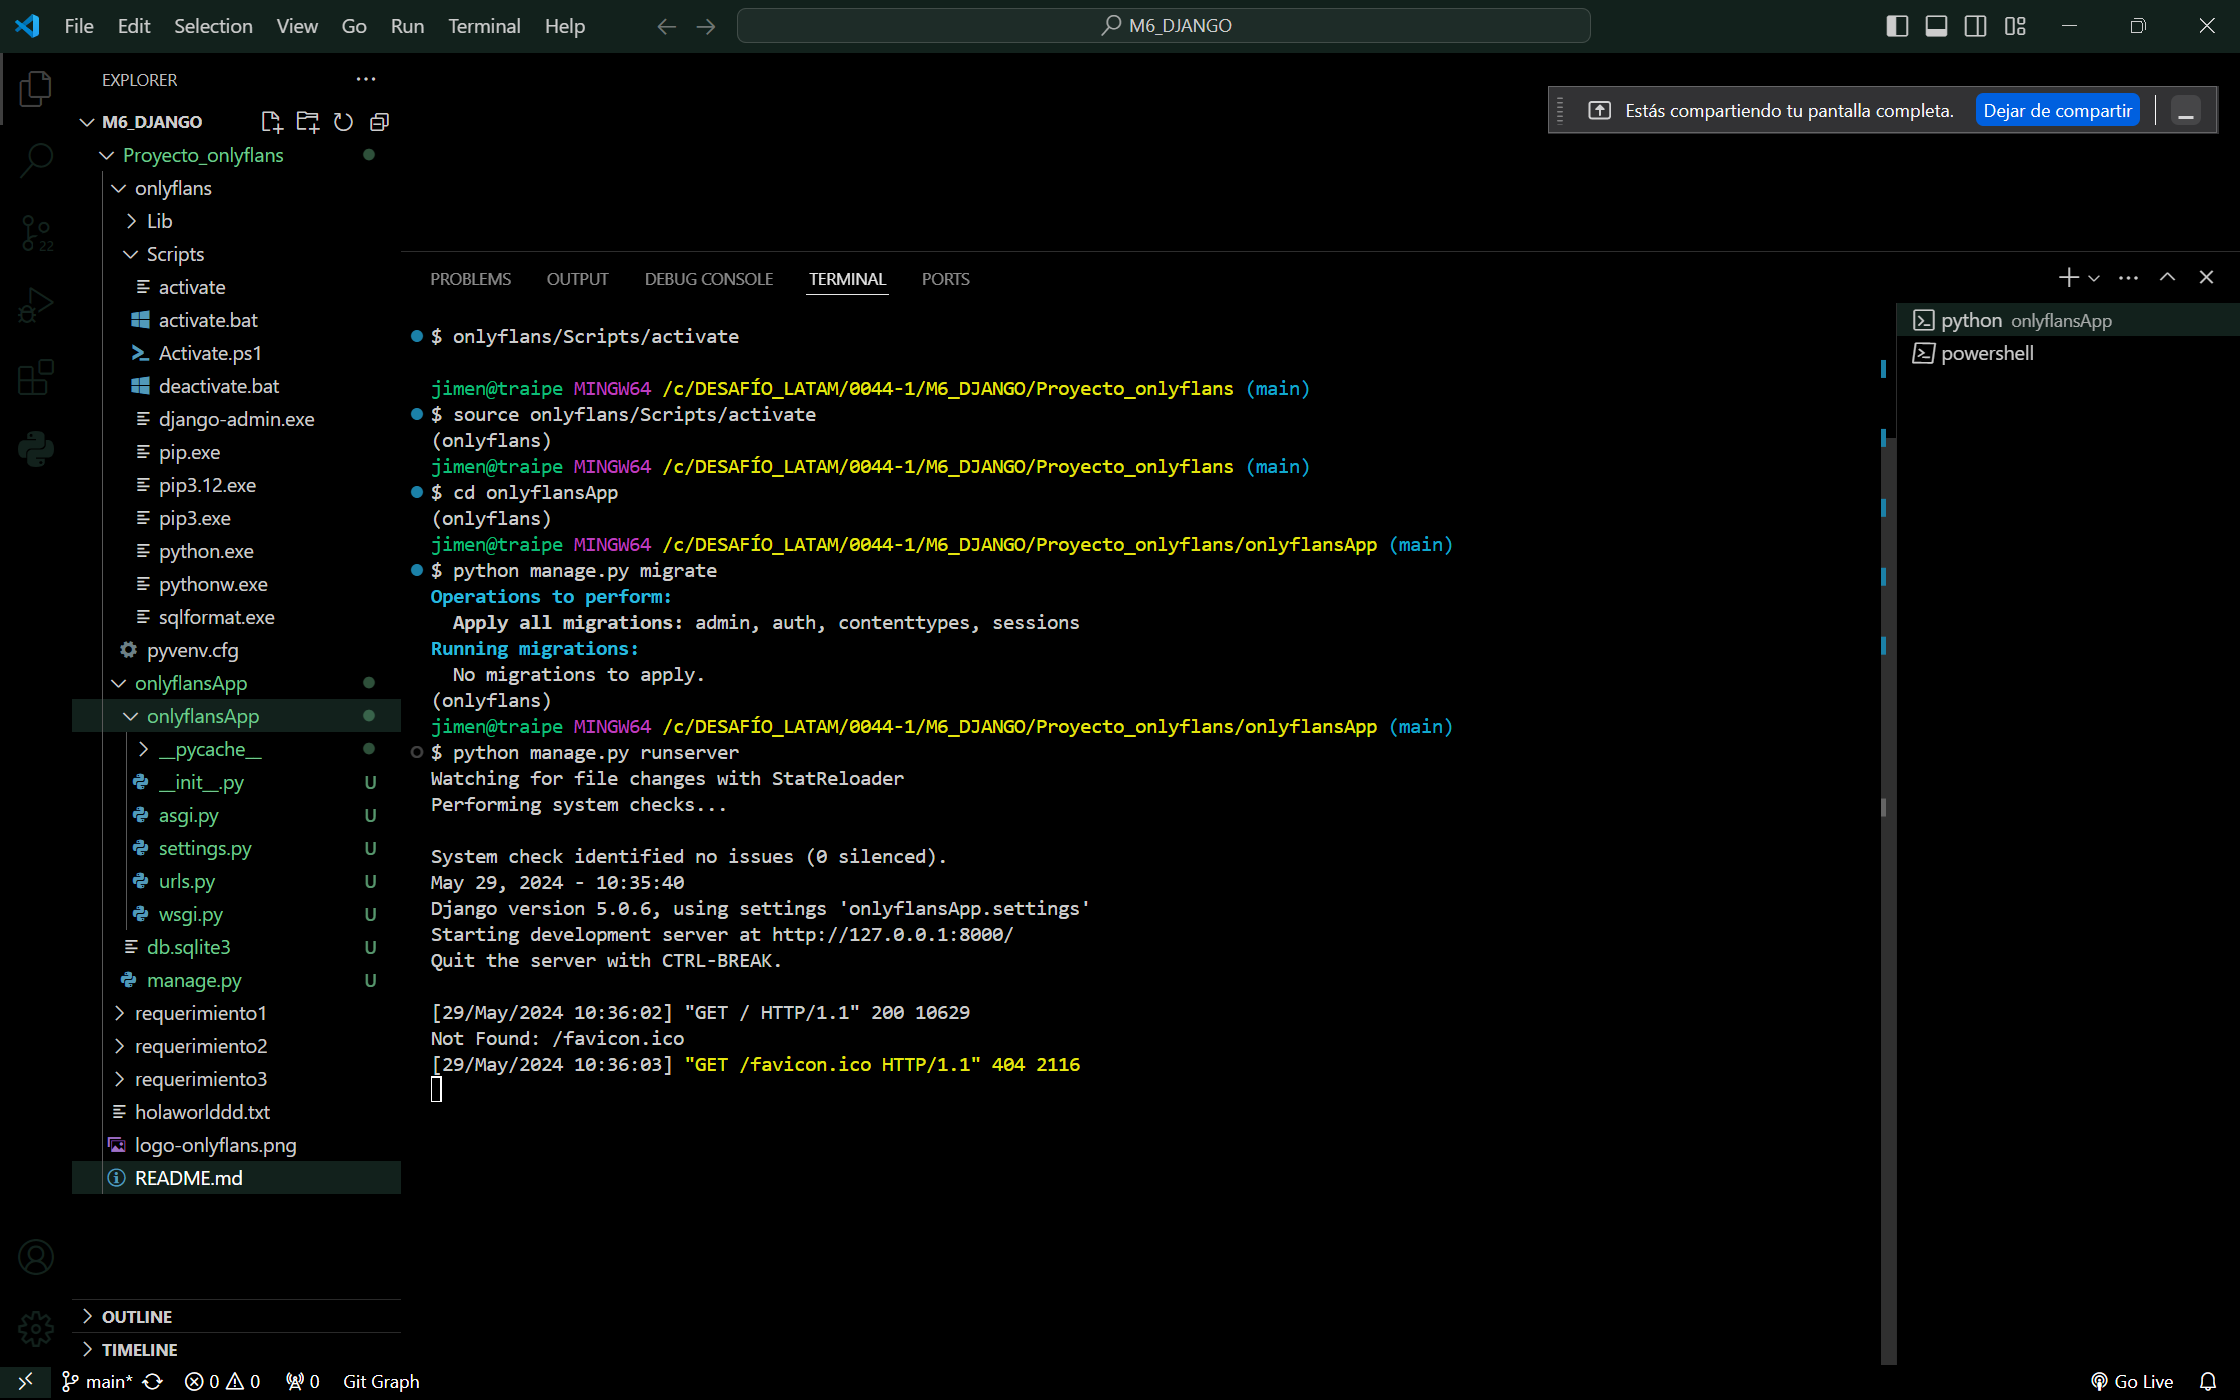 File Edit Selection View Go Run Terminal Help
M6_DJANGO
EXPLORER
Estás compartiendo tu pantalla completa. Dejar de compartir
M6_DJANGO
Proyecto_onlyflans
onlyflans
Lib
Scripts
activate
activate.bat
Activate.ps1
deactivate.bat
django-admin.exe
pip.exe
pip3.12.exe
pip3.exe
python.exe
pythonw.exe
sqlformat.exe
pyvenv.cfg
onlyflansApp
onlyflansApp
__pycache__
__init__.py U
asgi.py U
settings.py U
urls.py U
wsgi.py U
db.sqlite3 U
manage.py U
requerimiento1
requerimiento2
requerimiento3
holaworlddd.txt
logo-onlyflans.png
README.md
OUTLINE
TIMELINE
22
PROBLEMS OUTPUT DEBUG CONSOLE TERMINAL PORTS
$ onlyflans/Scripts/activate
jimen@traipe MINGW64 /c/DESAFÍO_LATAM/0044-1/M6_DJANGO/Proyecto_onlyflans (main)
$ source onlyflans/Scripts/activate
(onlyflans)
jimen@traipe MINGW64 /c/DESAFÍO_LATAM/0044-1/M6_DJANGO/Proyecto_onlyflans (main)
$ cd onlyflansApp
(onlyflans)
jimen@traipe MINGW64 /c/DESAFÍO_LATAM/0044-1/M6_DJANGO/Proyecto_onlyflans/onlyflansApp (main)
$ python manage.py migrate
Operations to perform:
Apply all migrations: admin, auth, contenttypes, sessions
Running migrations:
No migrations to apply.
(onlyflans)
jimen@traipe MINGW64 /c/DESAFÍO_LATAM/0044-1/M6_DJANGO/Proyecto_onlyflans/onlyflansApp (main)
$ python manage.py runserver
Watching for file changes with StatReloader
Performing system checks...
System check identified no issues (0 silenced).
May 29, 2024 - 10:35:40
Django version 5.0.6, using settings 'onlyflansApp.settings'
Starting development server at http://127.0.0.1:8000/
Quit the server with CTRL-BREAK.
[29/May/2024 10:36:02] "GET / HTTP/1.1" 200 10629
Not Found: /favicon.ico
[29/May/2024 10:36:03] "GET /favicon.ico HTTP/1.1" 404 2116
python onlyflansApp
powershell
main* 0 0 0 Git Graph
Go Live